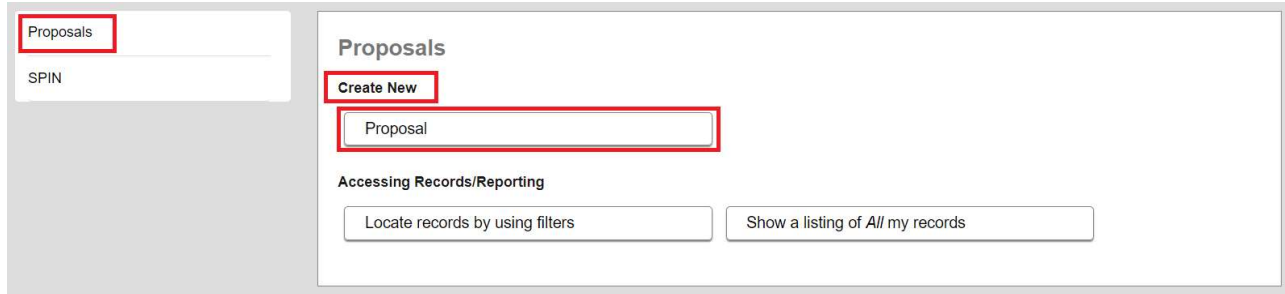 Proposals
SPIN
Proposals
Create New
Proposal
Accessing Records/Reporting
Locate records by using filters
Show a listing of All my records